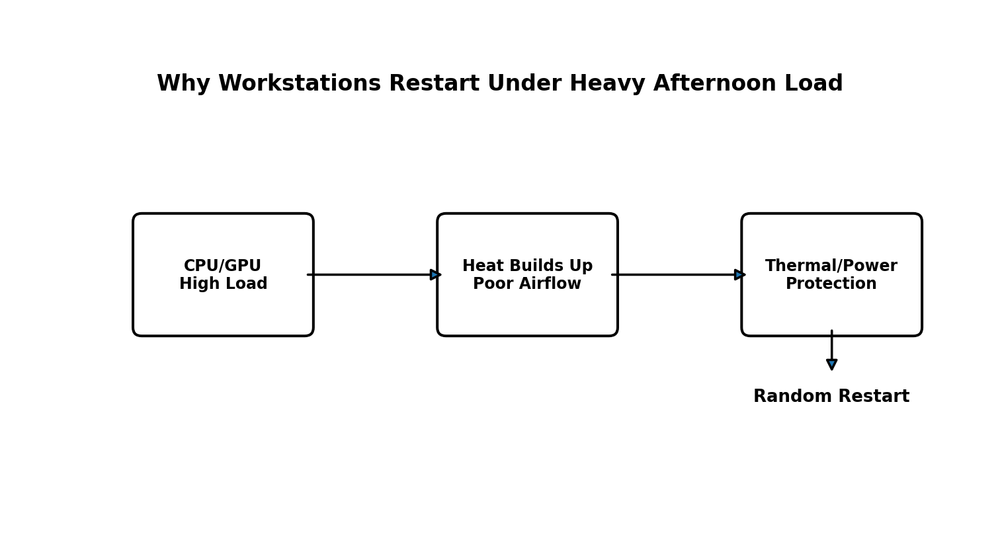 Why Workstations Restart Under Heavy Afternoon Load
CPU/GPU
High Load
Heat Builds Up
Poor Airflow
Thermal/Power
Protection
Random Restart